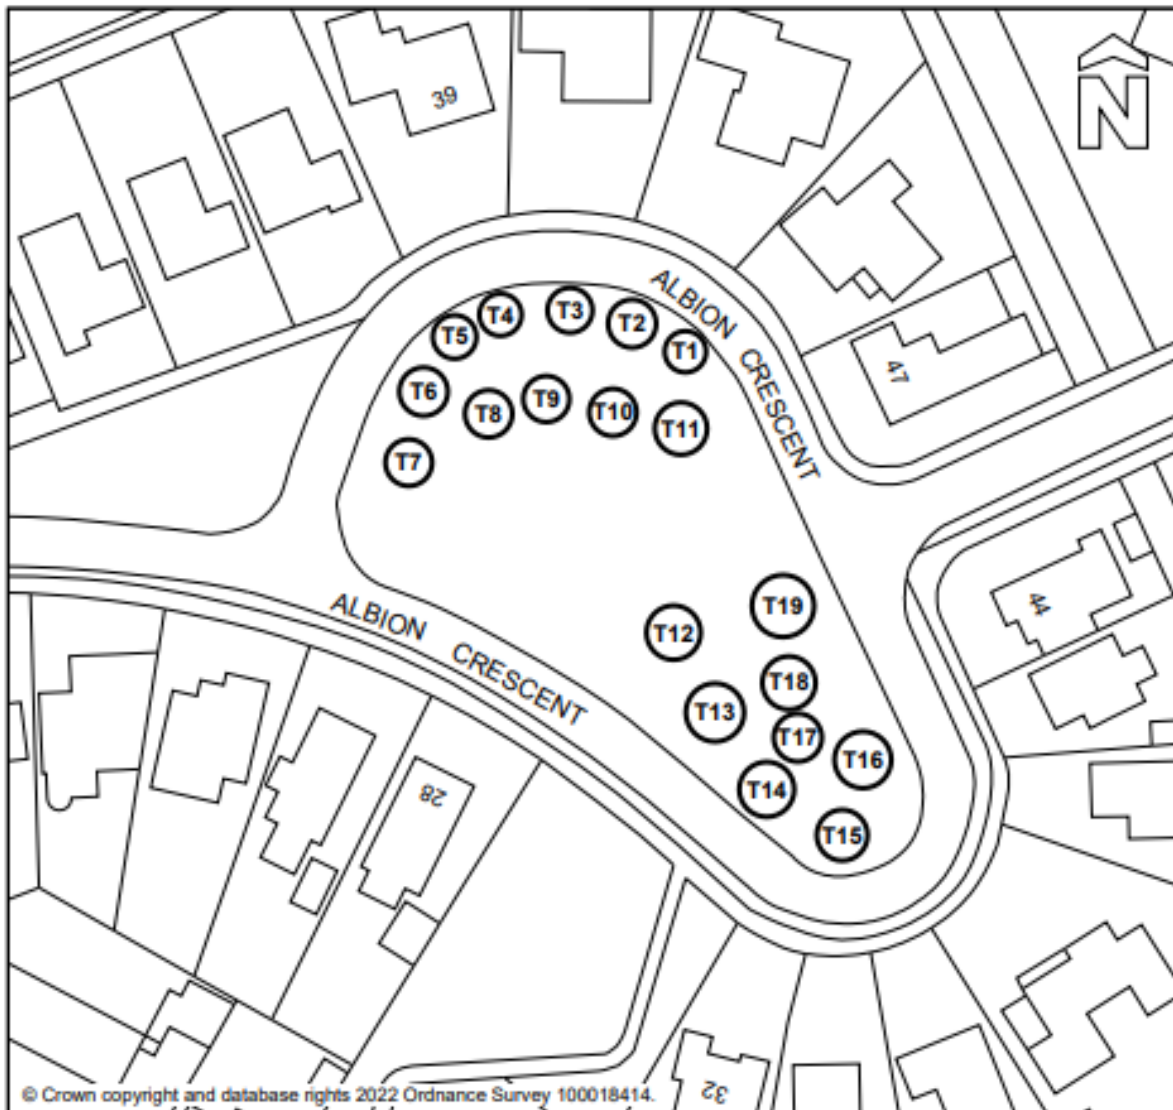 39
N
ALBION CRESCENT
T4
T3
T2
T5
T1
T6
T8
T9
T10
T11
47
T7
T19
44
ALBION CRESCENT
T12
T18
T13
T17
T16
28
T14
T15
32
© Crown copyright and database rights 2022 Ordnance Survey 100018414.